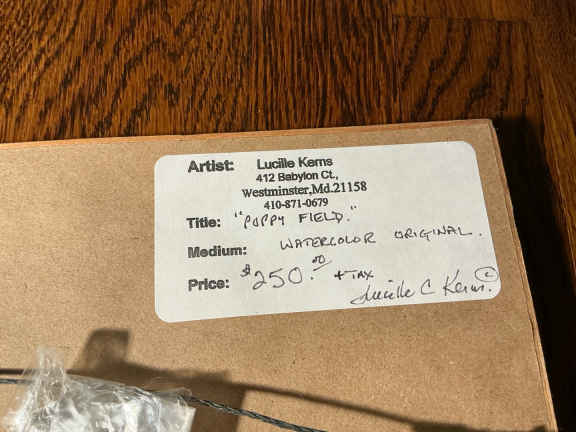 Artist: Lucille Kerns
412 Babylon Ct.,
Westminster,Md.21158
410-871-0679
Title: "POPPY FIELD."
Medium: WATERCOLOR ORIGINAL.
Price: $250.00 + TAX
Lucille C Kerns. ©